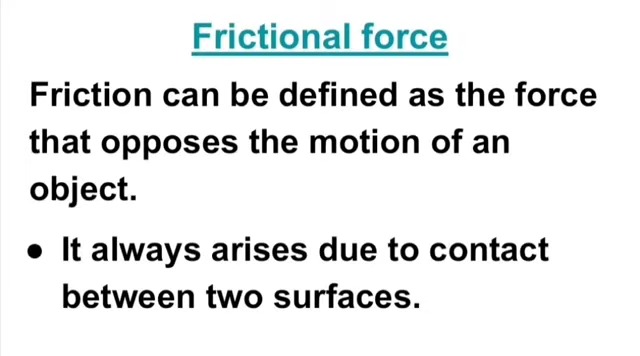 Frictional force
Friction can be defined as the force
that opposes the motion of an
object.
● It always arises due to contact
between two surfaces.